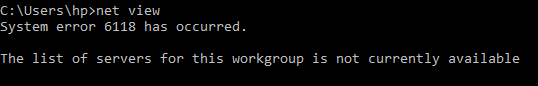 C:\Users\hp>net view
System error 6118 has occurred.
The list of servers for this workgroup is not currently available